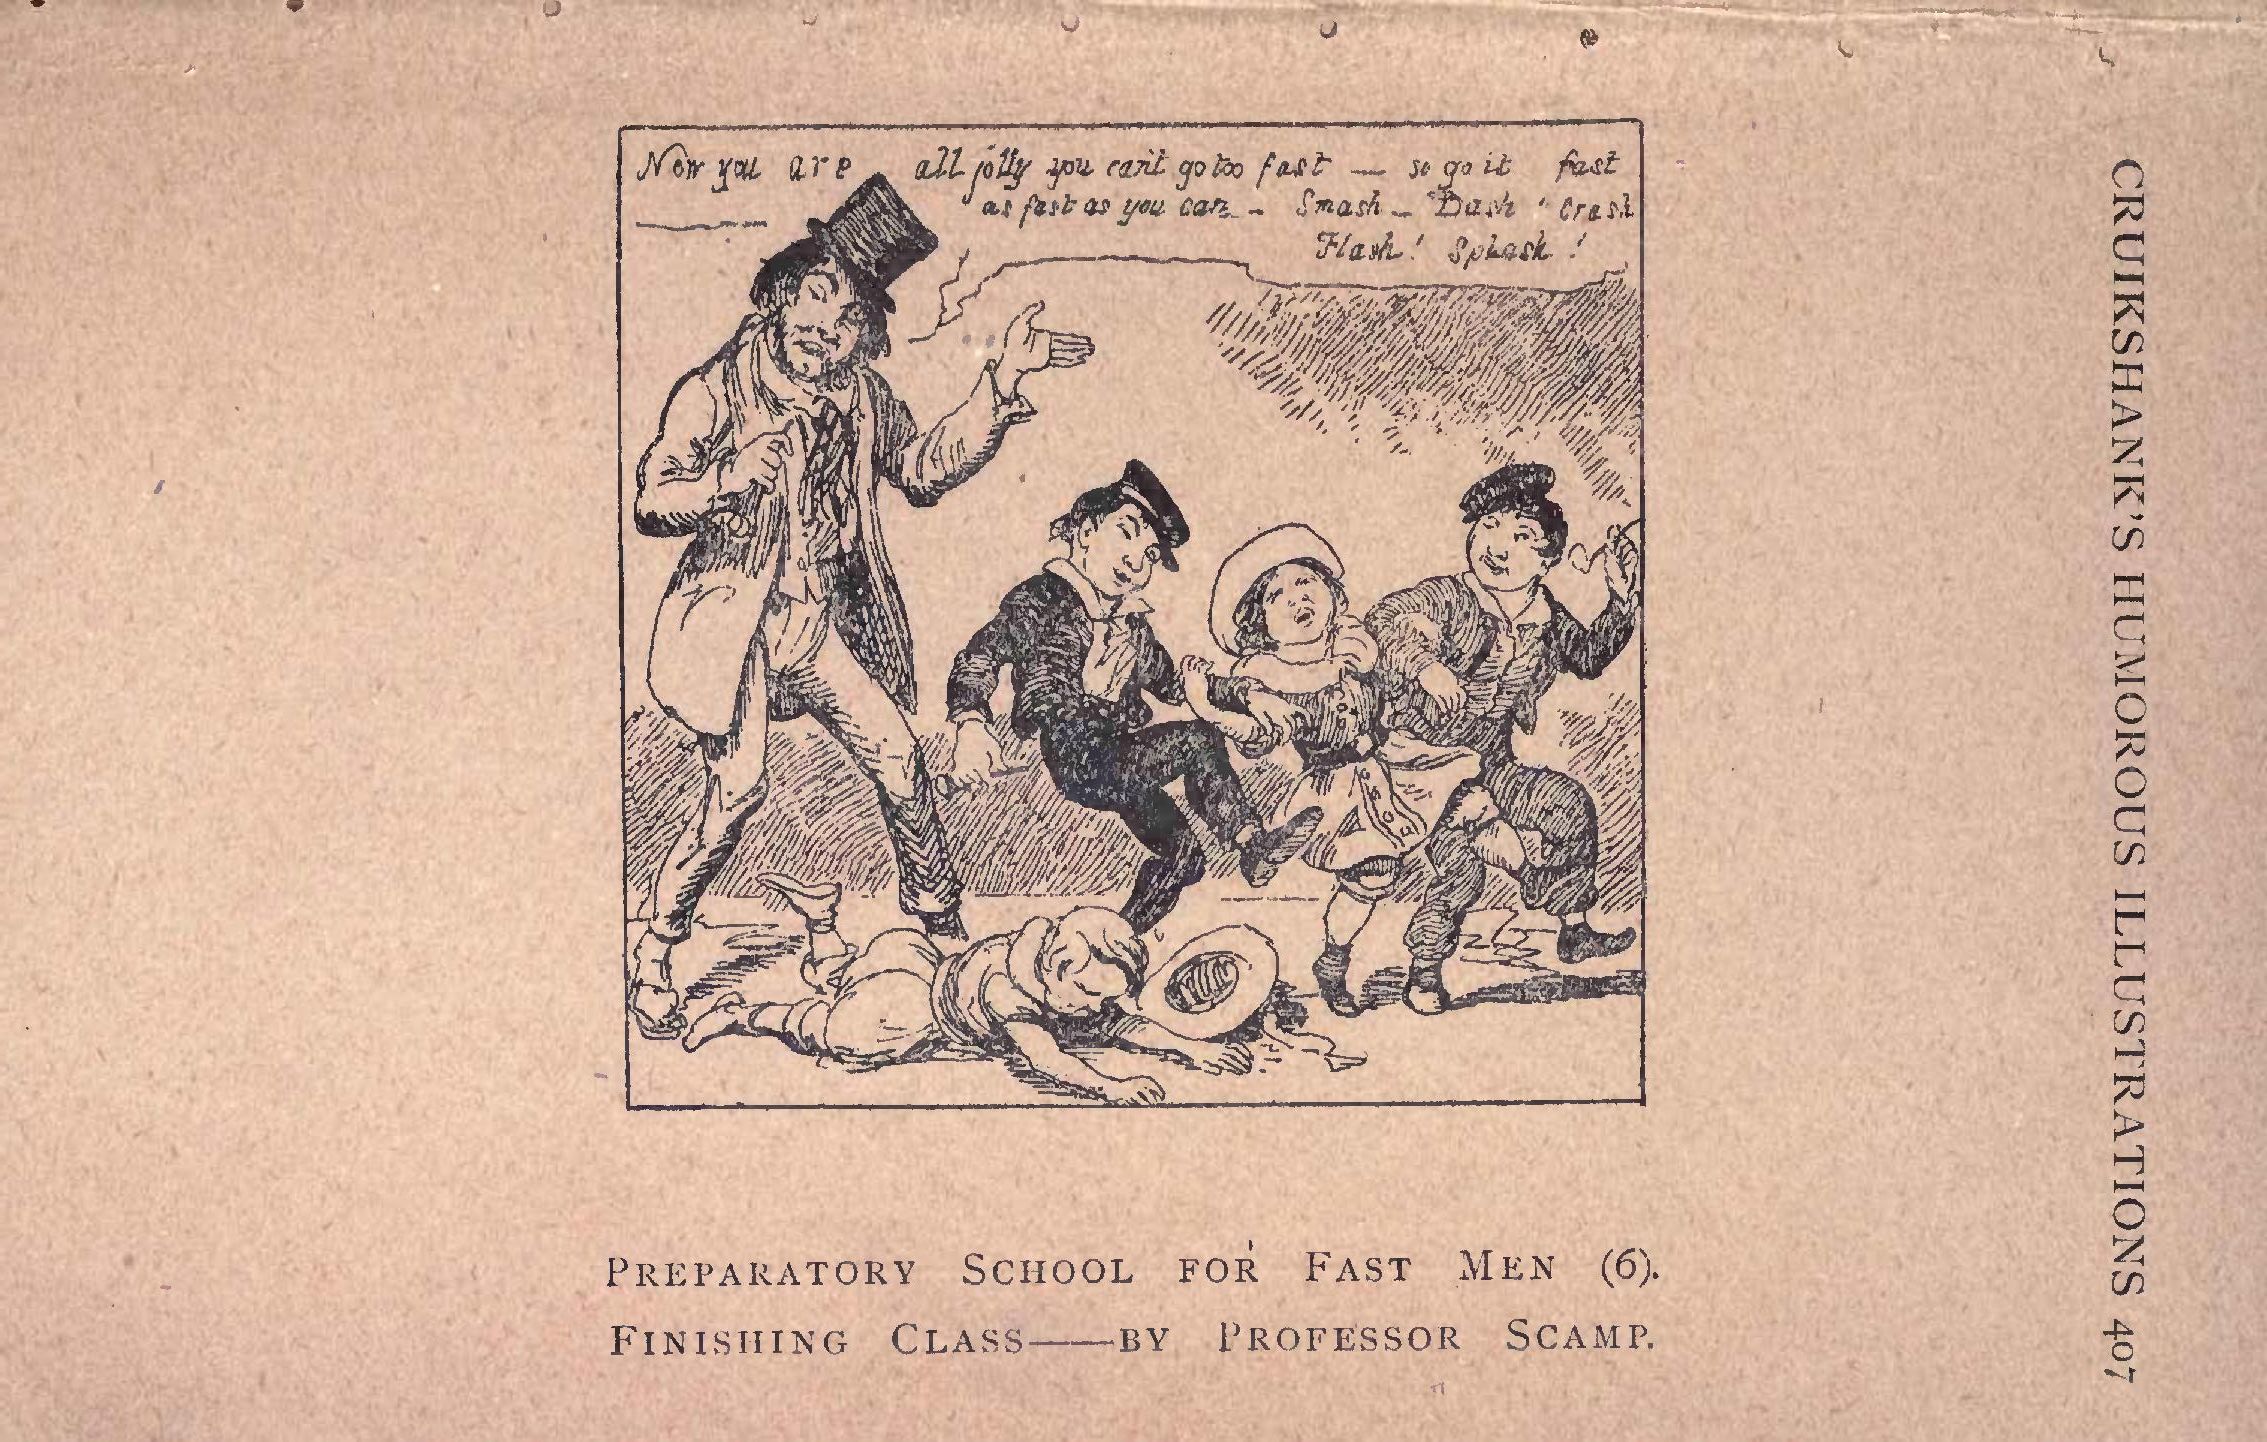 Now you are all jolly you can't go too fast — so go it fast
as fast as you can - Smash - Dash ! Crash
Flash ! Splash !
PREPARATORY SCHOOL FOR FAST MEN (6).
FINISHING CLASS——BY PROFESSOR SCAMP.
CRUIKSHANK'S HUMOROUS ILLUSTRATIONS 407